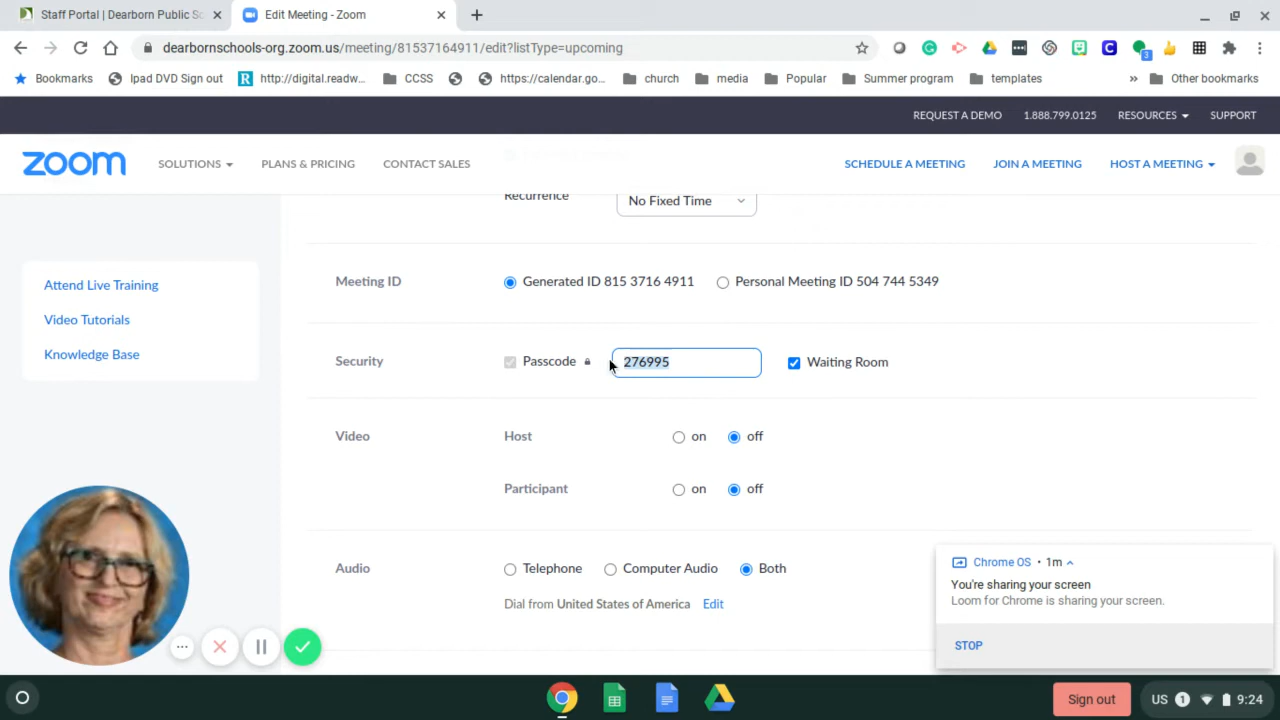 Staff Portal | Dearborn Public Sc
Edit Meeting - Zoom
dearbornschools-org.zoom.us/meeting/81537164911/edit?listType=upcoming
3
Bookmarks
Ipad DVD Sign out
R
http://digital.readw...
CCSS
https://calendar.go...
church
media
Popular
Summer program
templates
»
Other bookmarks
REQUEST A DEMO
1.888.799.0125
RESOURCES
SUPPORT
zoom
SOLUTIONS
PLANS & PRICING
CONTACT SALES
SCHEDULE A MEETING
JOIN A MEETING
HOST A MEETING
Recurrence
No Fixed Time
Attend Live Training
Video Tutorials
Knowledge Base
Meeting ID
Generated ID 815 3716 4911
Personal Meeting ID 504 744 5349
Security
Passcode
276995
Waiting Room
Video
Host
on
off
Participant
on
off
Audio
Telephone
Computer Audio
Both
Dial from United States of America
Edit
Chrome OS • 1m
You're sharing your screen
Loom for Chrome is sharing your screen.
STOP
Sign out
US
1
9:24